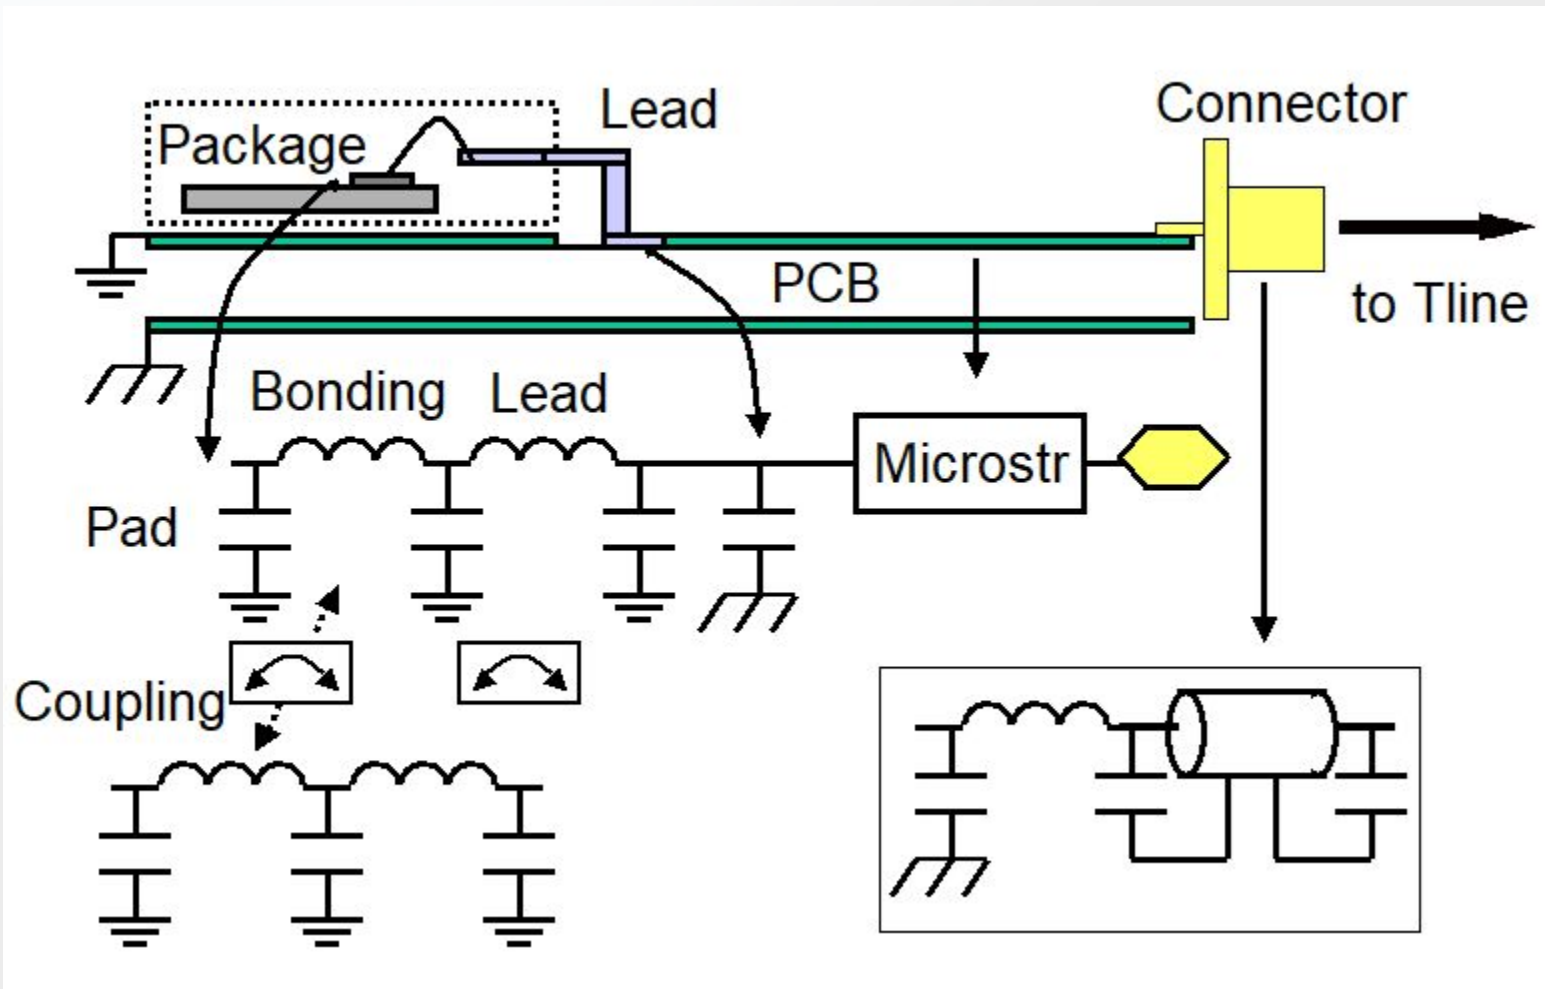 Package
Lead
Connector
PCB
to Tline
Bonding
Lead
Microstr
Pad
Coupling